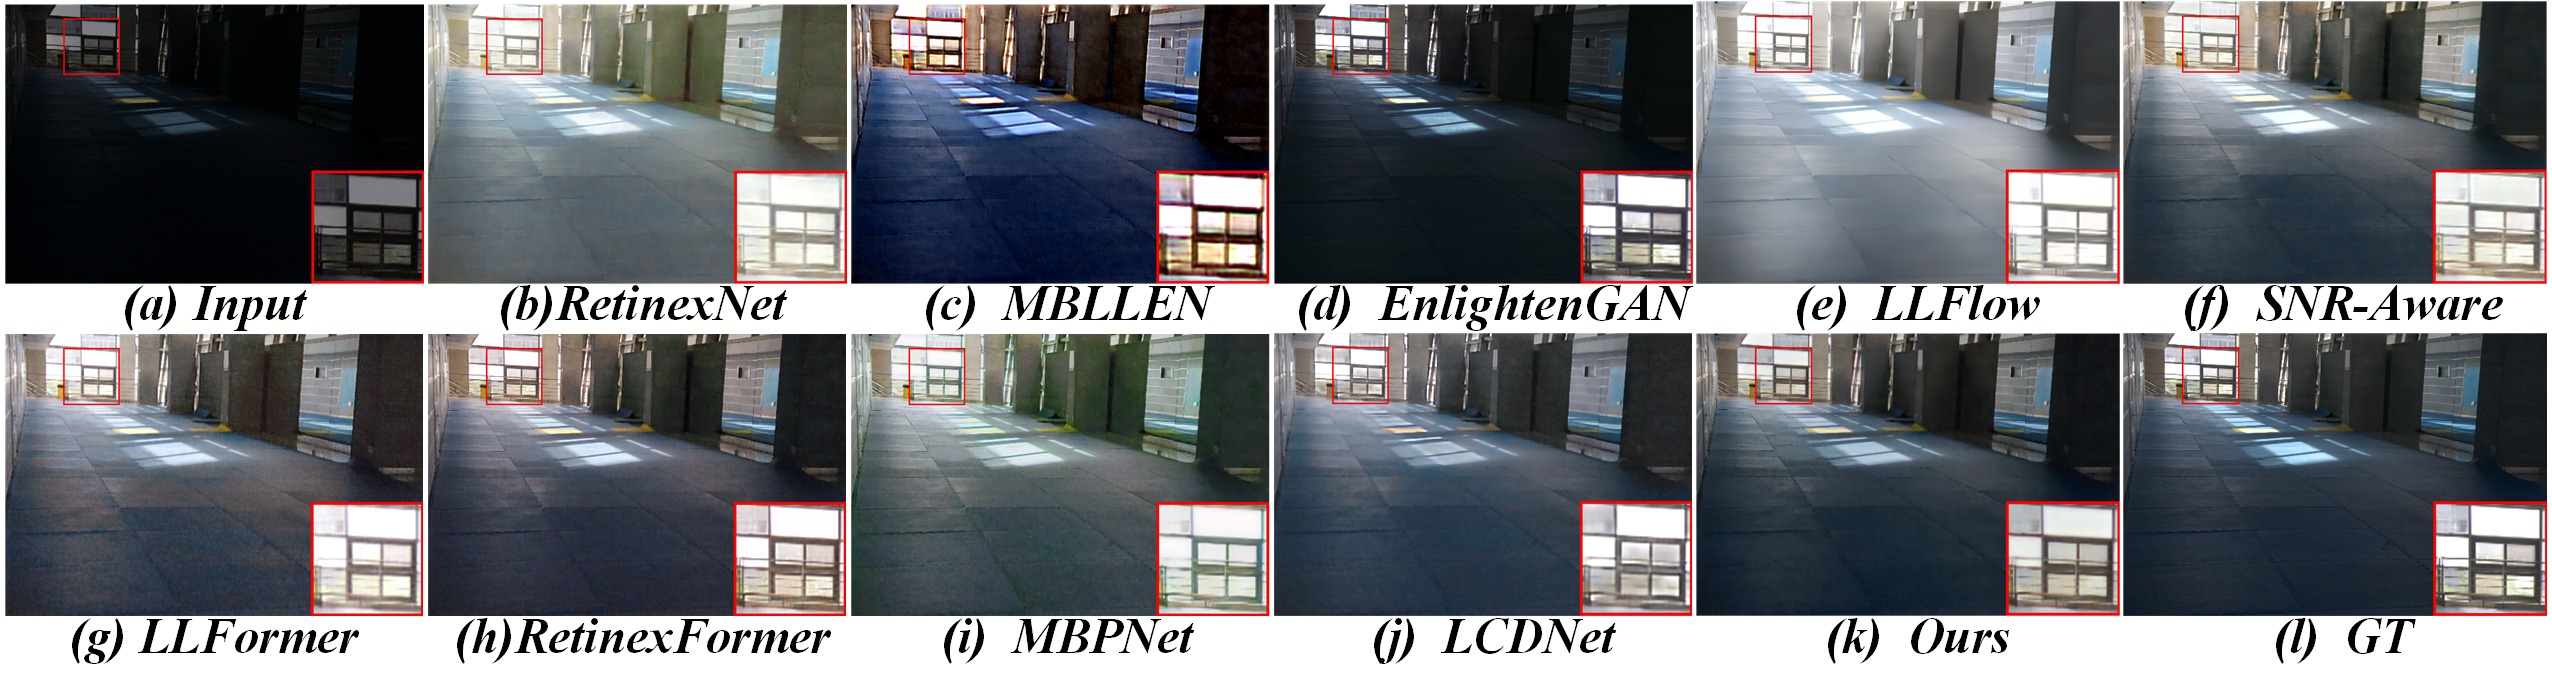 (a) Input
(b)RetinexNet
(c) MBLLEN
(d) EnlightenGAN
(e) LLFlow
(f) SNR-Aware
(g) LLFormer
(h)RetinexFormer
(i) MBPNet
(j) LCDNet
(k) Ours
(l) GT